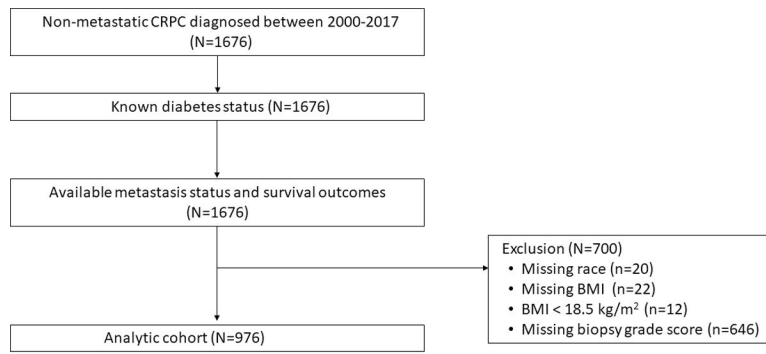 Non-metastatic CRPC diagnosed between 2000-2017
(N=1676)
Known diabetes status (N=1676)
Available metastasis status and survival outcomes
(N=1676)
Exclusion (N=700)
• Missing race (n=20)
• Missing BMI (n=22)
• BMI < 18.5 kg/m² (n=12)
• Missing biopsy grade score (n=646)
Analytic cohort (N=976)